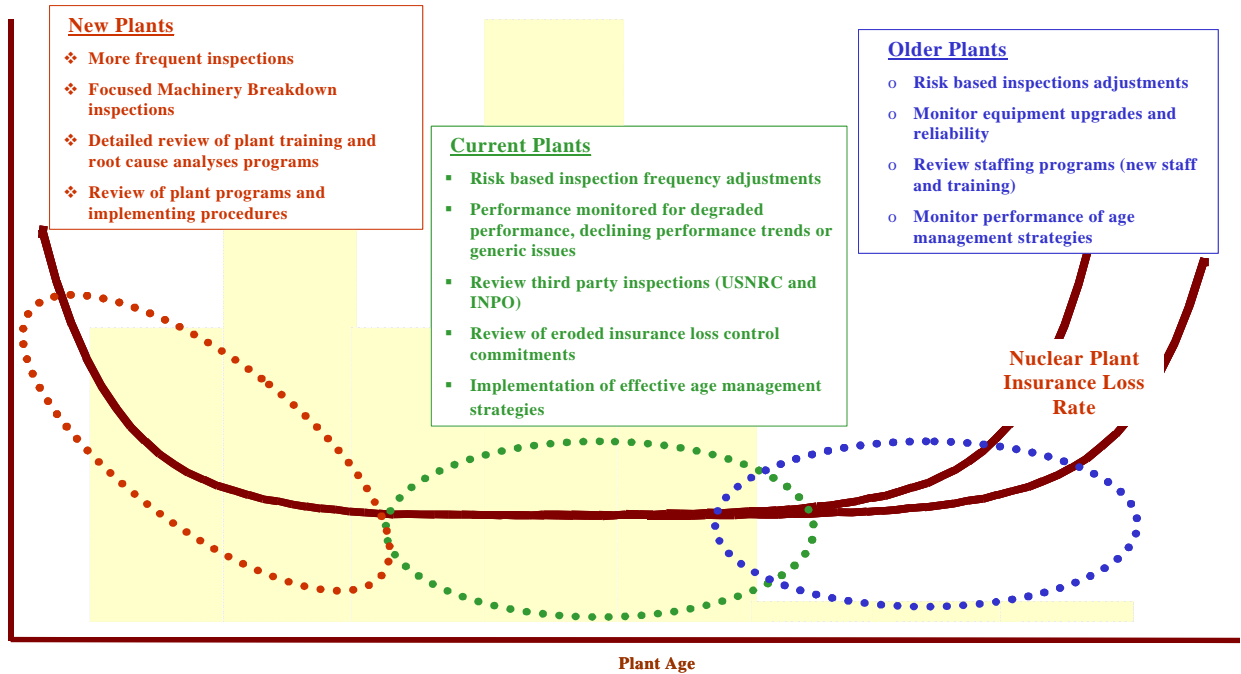 New Plants
❖ More frequent inspections
❖ Focused Machinery Breakdown
inspections
❖ Detailed review of plant training and
root cause analyses programs
❖ Review of plant programs and
implementing procedures
Current Plants
▪ Risk based inspection frequency adjustments
▪ Performance monitored for degraded
performance, declining performance trends or
generic issues
▪ Review third party inspections (USNRC and
INPO)
▪ Review of eroded insurance loss control
commitments
▪ Implementation of effective age management
strategies
Older Plants
o Risk based inspections adjustments
o Monitor equipment upgrades and
reliability
o Review staffing programs (new staff
and training)
o Monitor performance of age
management strategies
Nuclear Plant
Insurance Loss
Rate
Plant Age